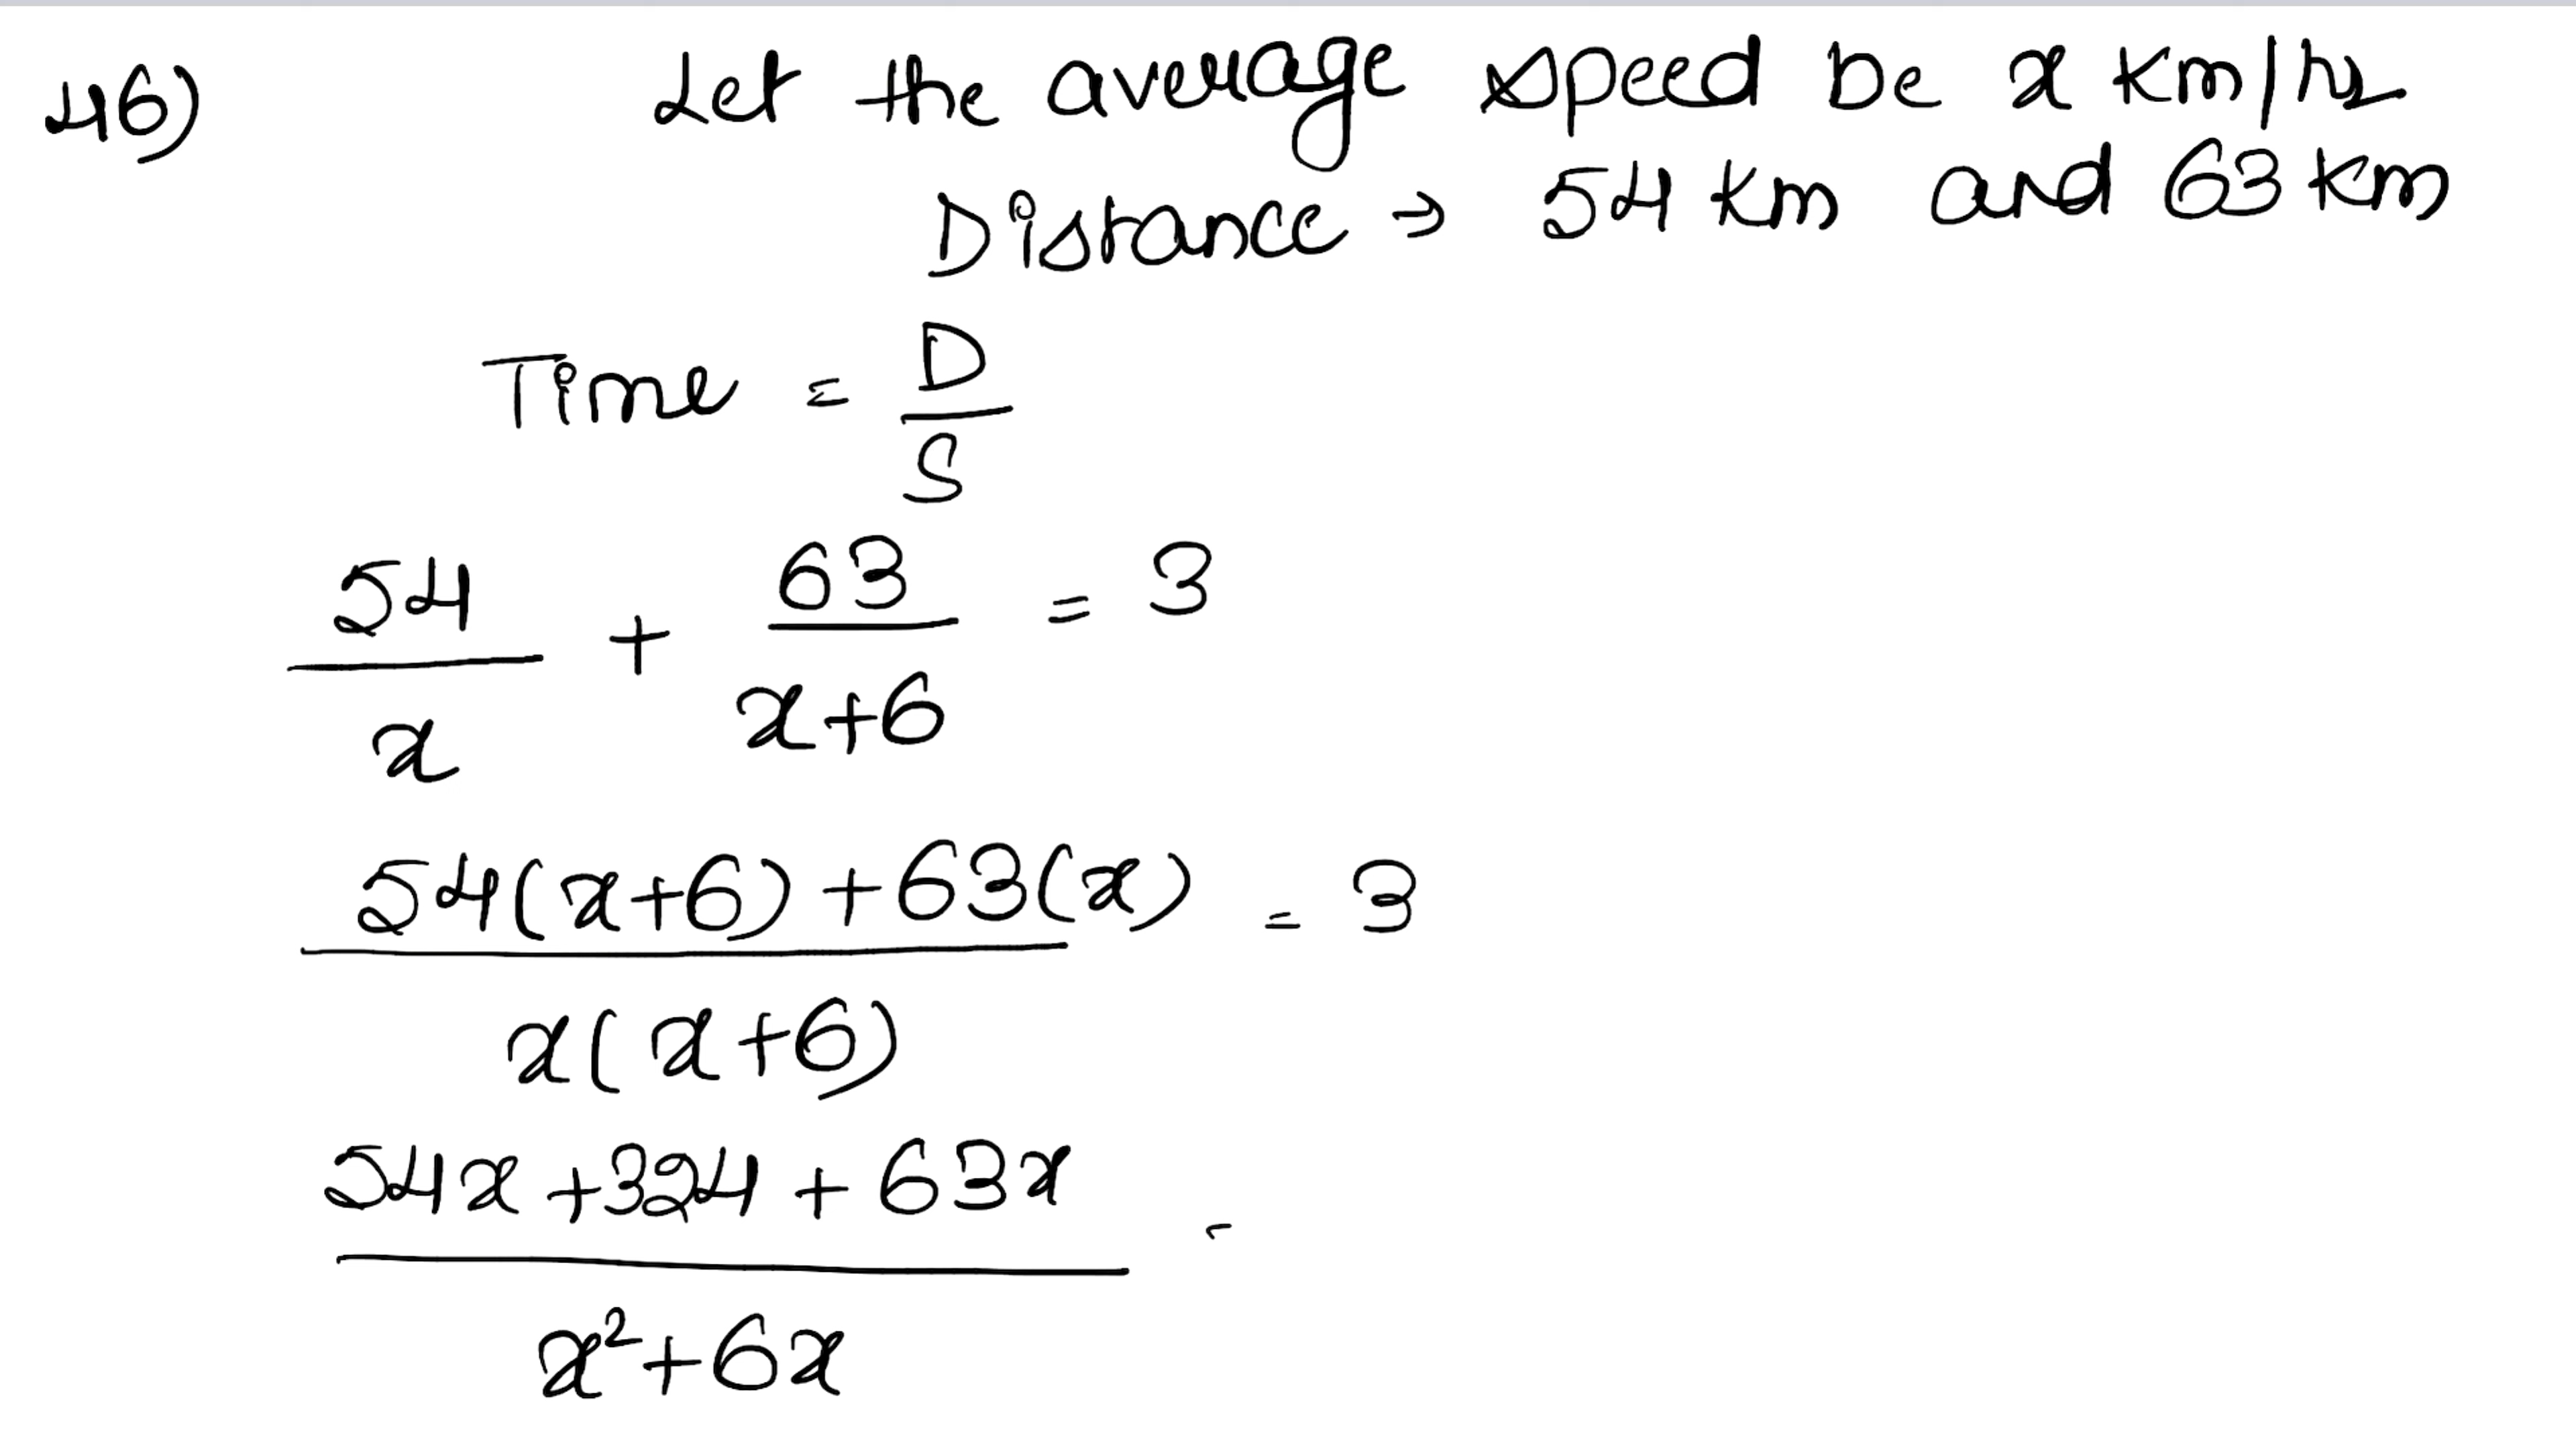 46) Let the average speed be x km/hr
Distance → 54 km and 63 km
Time = D/S
54/x + 63/x+6 = 3
54(x+6) + 63(x) / x(x+6) = 3
54x + 324 + 63x / x²+6x -